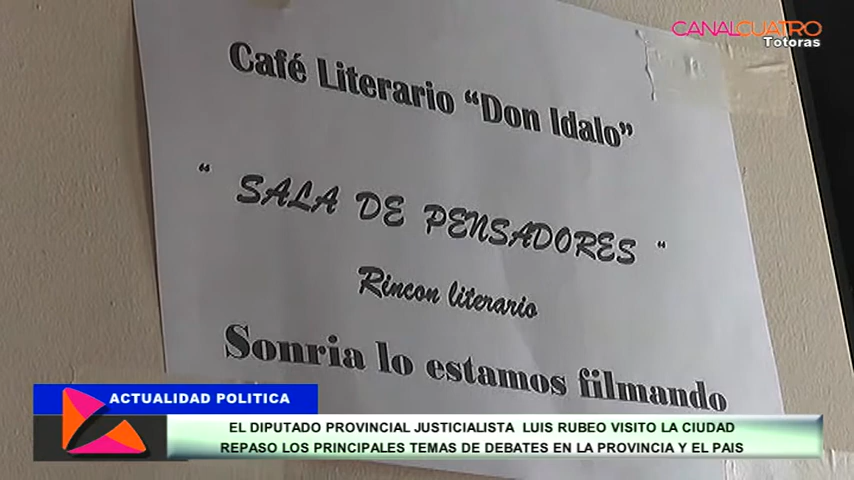 CANALCUATRO
Totoras
Café Literario “Don Idalo”
“ SALA DE PENSADORES “
Rincon literario
Sonria lo estamos filmando
ACTUALIDAD POLITICA
EL DIPUTADO PROVINCIAL JUSTICIALISTA LUIS RUBEO VISITO LA CIUDAD
REPASO LOS PRINCIPALES TEMAS DE DEBATES EN LA PROVINCIA Y EL PAIS